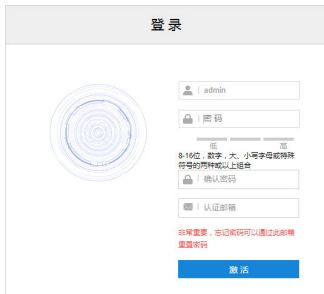 登录
admin
密码
低 高
8-16位，数字，大、小写字母或特殊
符号的两种或以上组合
确认密码
认证邮箱
非常重要，忘记密码可以通过此邮箱
重置密码
激活